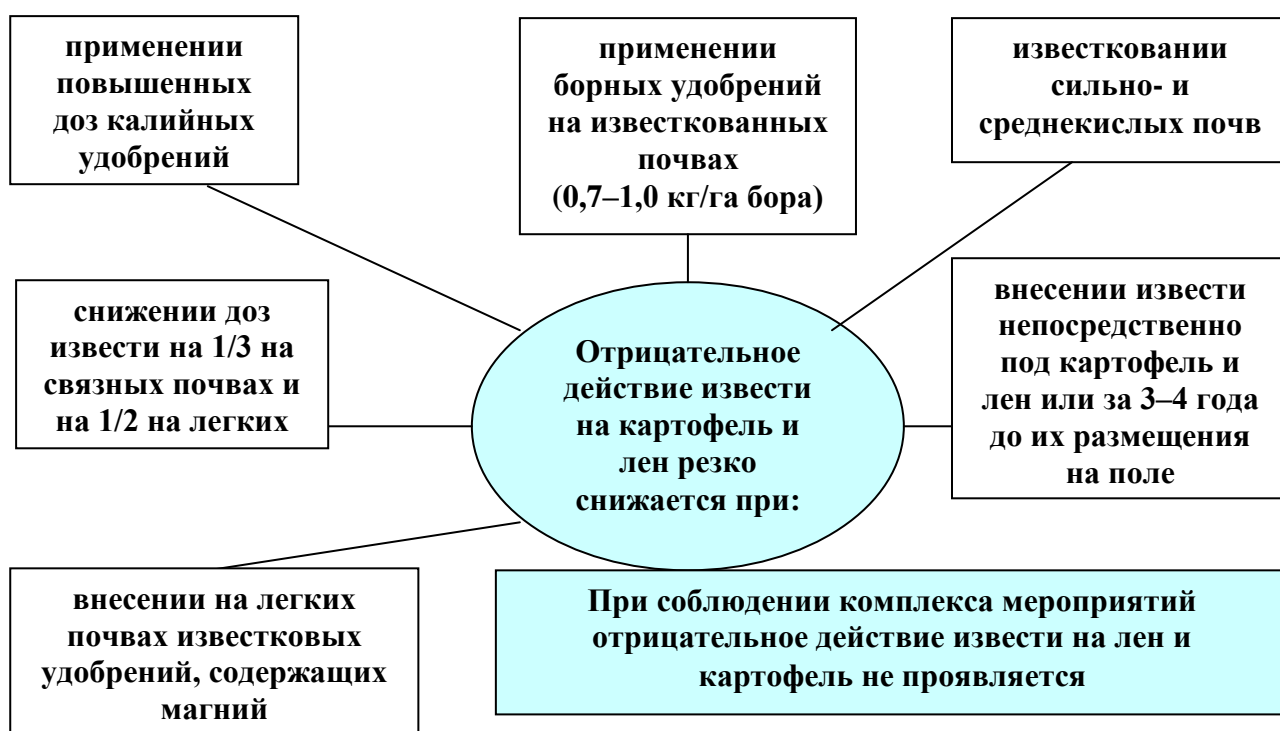 применении
повышенных
доз калийных
удобрений
применении
борных удобрений
на известкованных
почвах
(0,7–1,0 кг/га бора)
известковании
сильно- и
среднекислых почв
снижении доз
извести на 1/3 на
связных почвах и
на 1/2 на легких
Отрицательное
действие извести
на картофель и
лен резко
снижается при:
внесении извести
непосредственно
под картофель и
лен или за 3–4 года
до их размещения
на поле
внесении на легких
почвах известковых
удобрений, содержащих
магний
При соблюдении комплекса мероприятий
отрицательное действие извести на лен и
картофель не проявляется